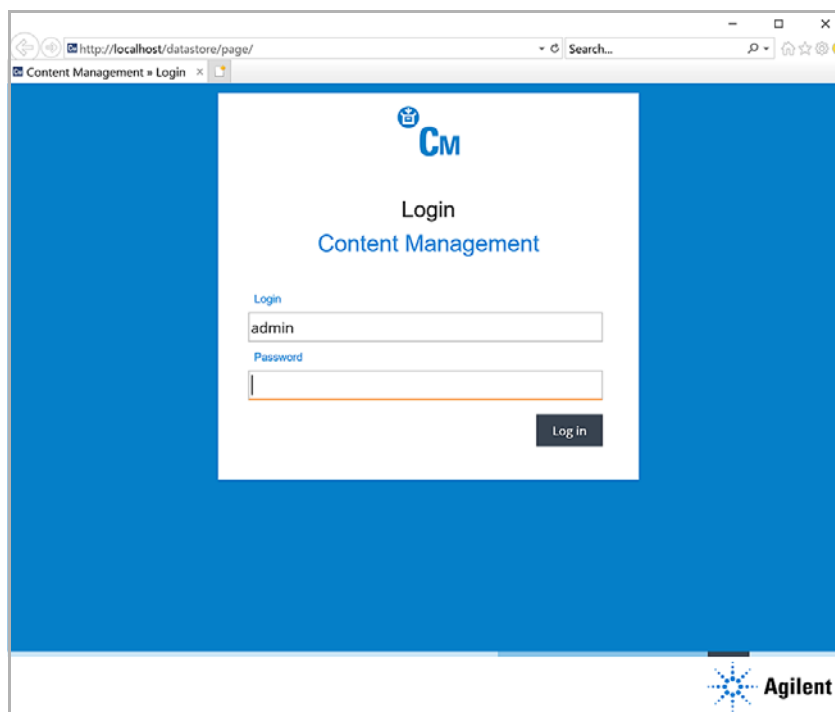 http://localhost/datastore/page/
Search...
Content Management » Login
CM
Login
Content Management
Login
admin
Password
Log in
Agilent